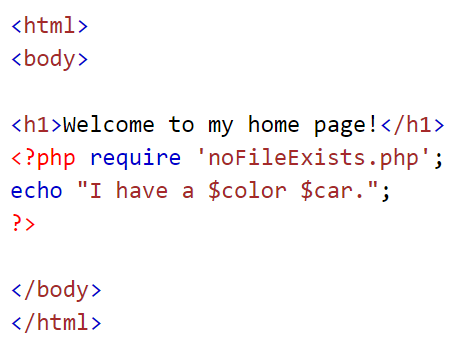 <html>
<body>
<h1>Welcome to my home page!</h1>
<?php require 'noFileExists.php';
echo "I have a $color $car.";
?>
</body>
</html>